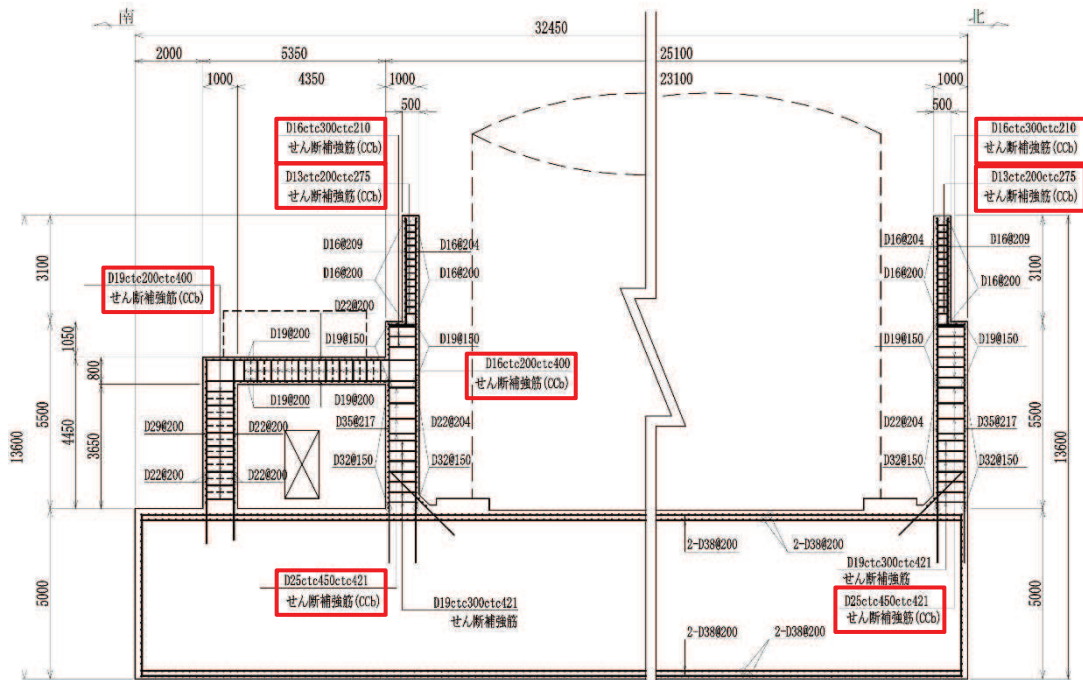 南
北
32450
2000
5350
25100
1000
4350
1000
23100
1000
500
500
D16ctc300ctc210
せん断補強筋(CCb)
D16ctc300ctc210
せん断補強筋(CCb)
D13ctc200ctc275
せん断補強筋(CCb)
D13ctc200ctc275
せん断補強筋(CCb)
D16@209
D16@204
D16@204
D16@209
D19ctc200ctc400
せん断補強筋(CCb)
D16@200
D16@200
D16@200
D16@200
3100
3100
D22@200
D19@200
D19@150
D19@150
D19@150
D19@150
1050
D16ctc200ctc400
せん断補強筋(CCb)
800
D19@200
D19@200
13600
5500
4450
3650
D29@200
D22@200
D35@217
D22@204
D22@204
D35@217
5500
13600
D22@200
D22@200
D32@150
D32@150
D32@150
D32@150
5000
2-D38@200
2-D38@200
D19ctc300ctc421
せん断補強筋
5000
D25ctc450ctc421
せん断補強筋(CCb)
D19ctc300ctc421
せん断補強筋
D25ctc450ctc421
せん断補強筋(CCb)
2-D38@200
2-D38@200